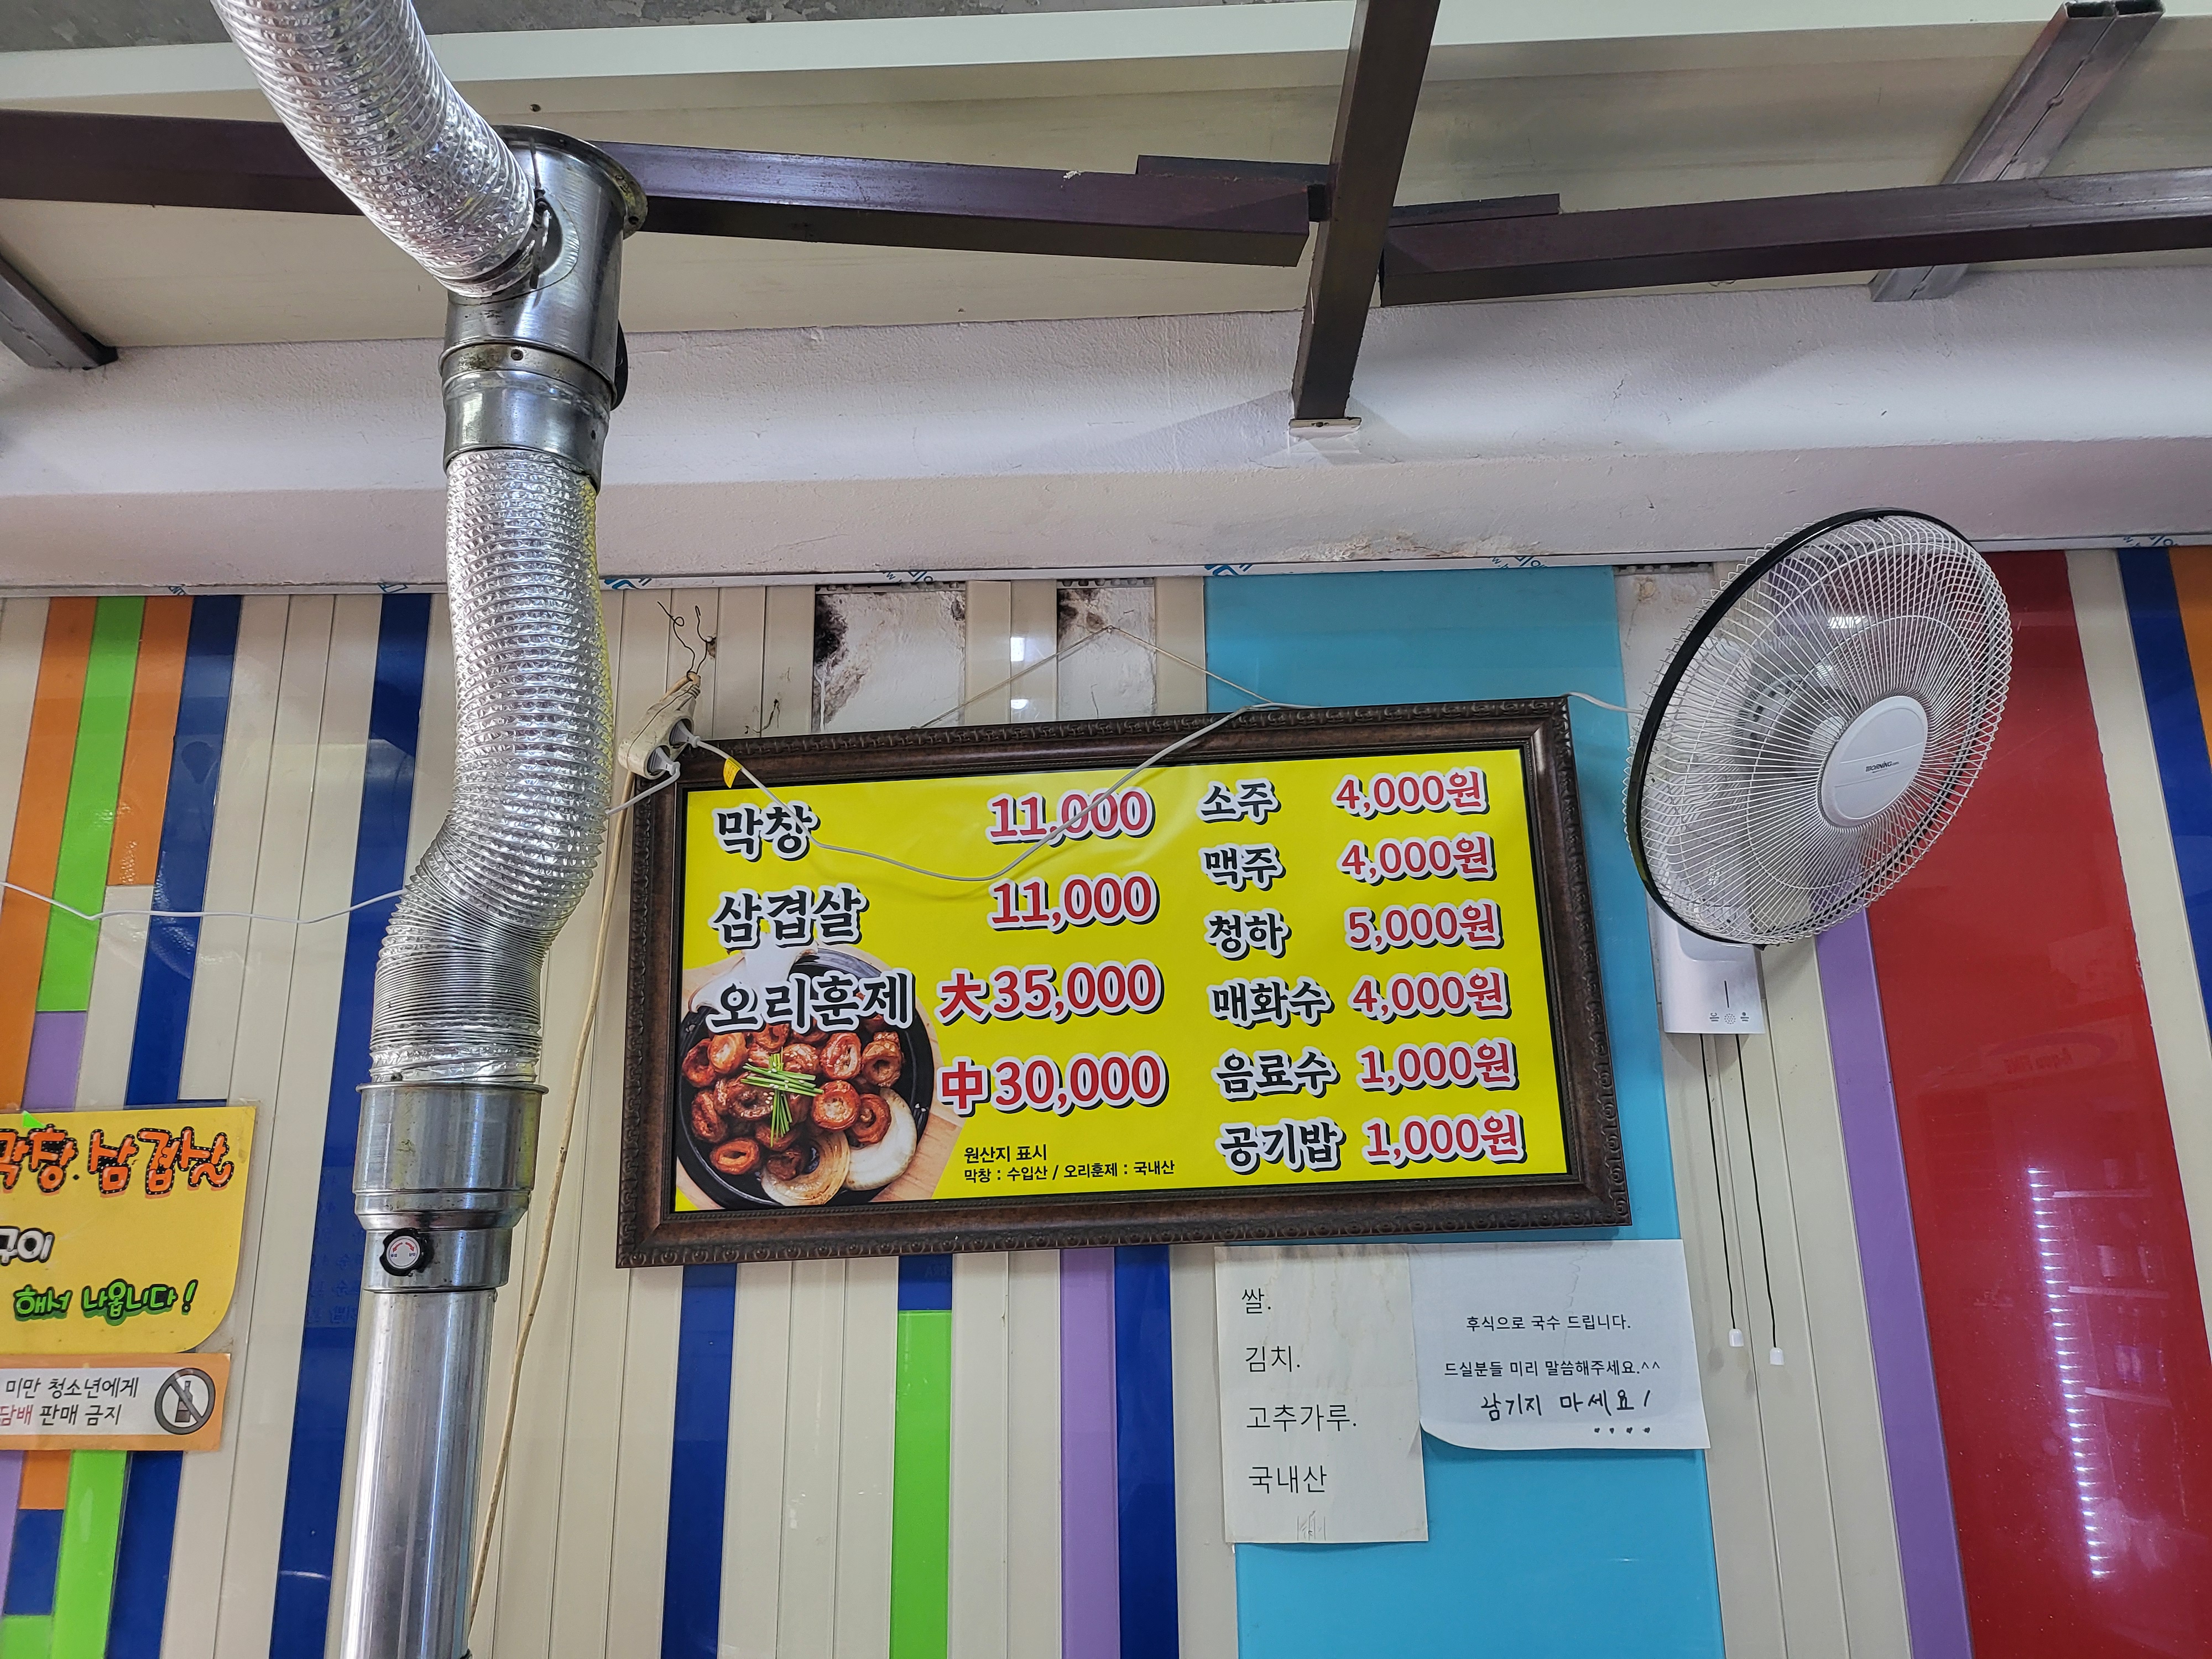 막창 11,000
삼겹살 11,000
오리훈제 大 35,000
中 30,000
원산지 표시
막창 : 수입산 / 오리훈제 : 국내산
소주 4,000원
맥주 4,000원
청하 5,000원
매화수 4,000원
음료수 1,000원
공기밥 1,000원
막창. 삼겹살
구이
해서 나옵니다!
미만 청소년에게
담배 판매 금지
쌀.
김치.
고추가루.
국내산
후식으로 국수 드립니다.
드실분들 미리 말씀해주세요.^^
남기지 마세요!